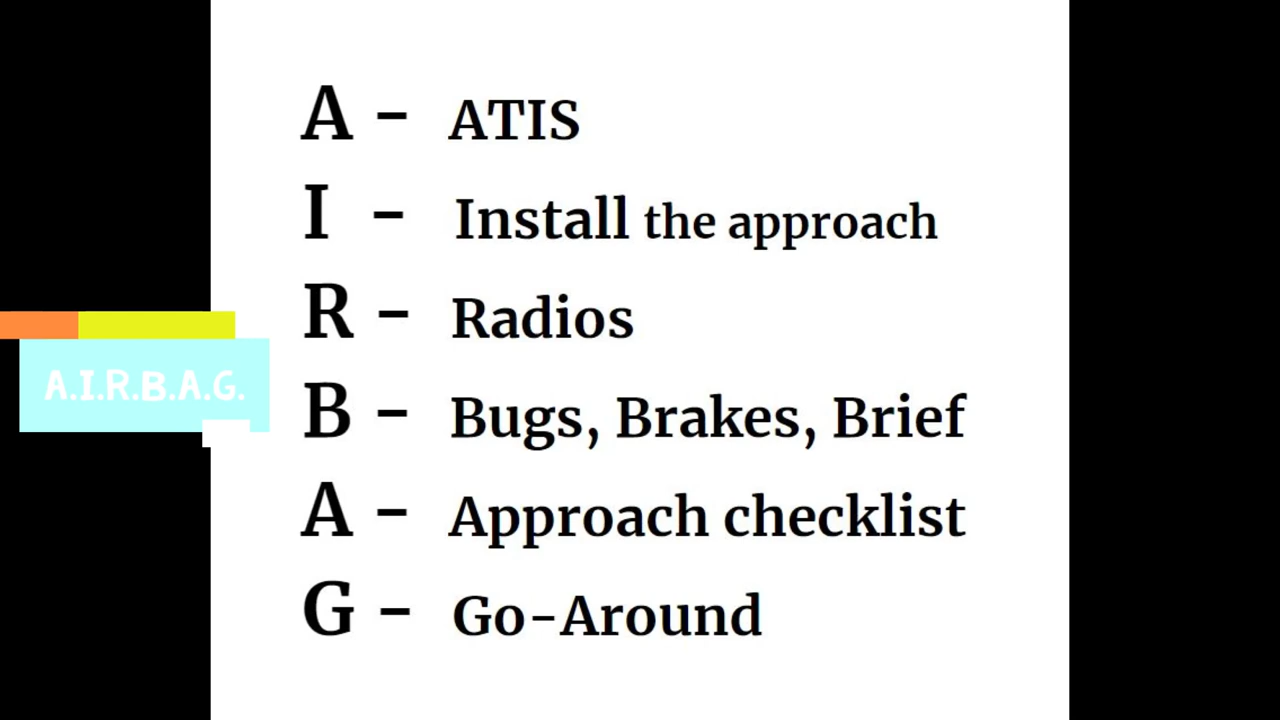 A - ATIS
I - Install the approach
R - Radios
B - Bugs, Brakes, Brief
A - Approach checklist
G - Go-Around
A.I.R.B.A.G.